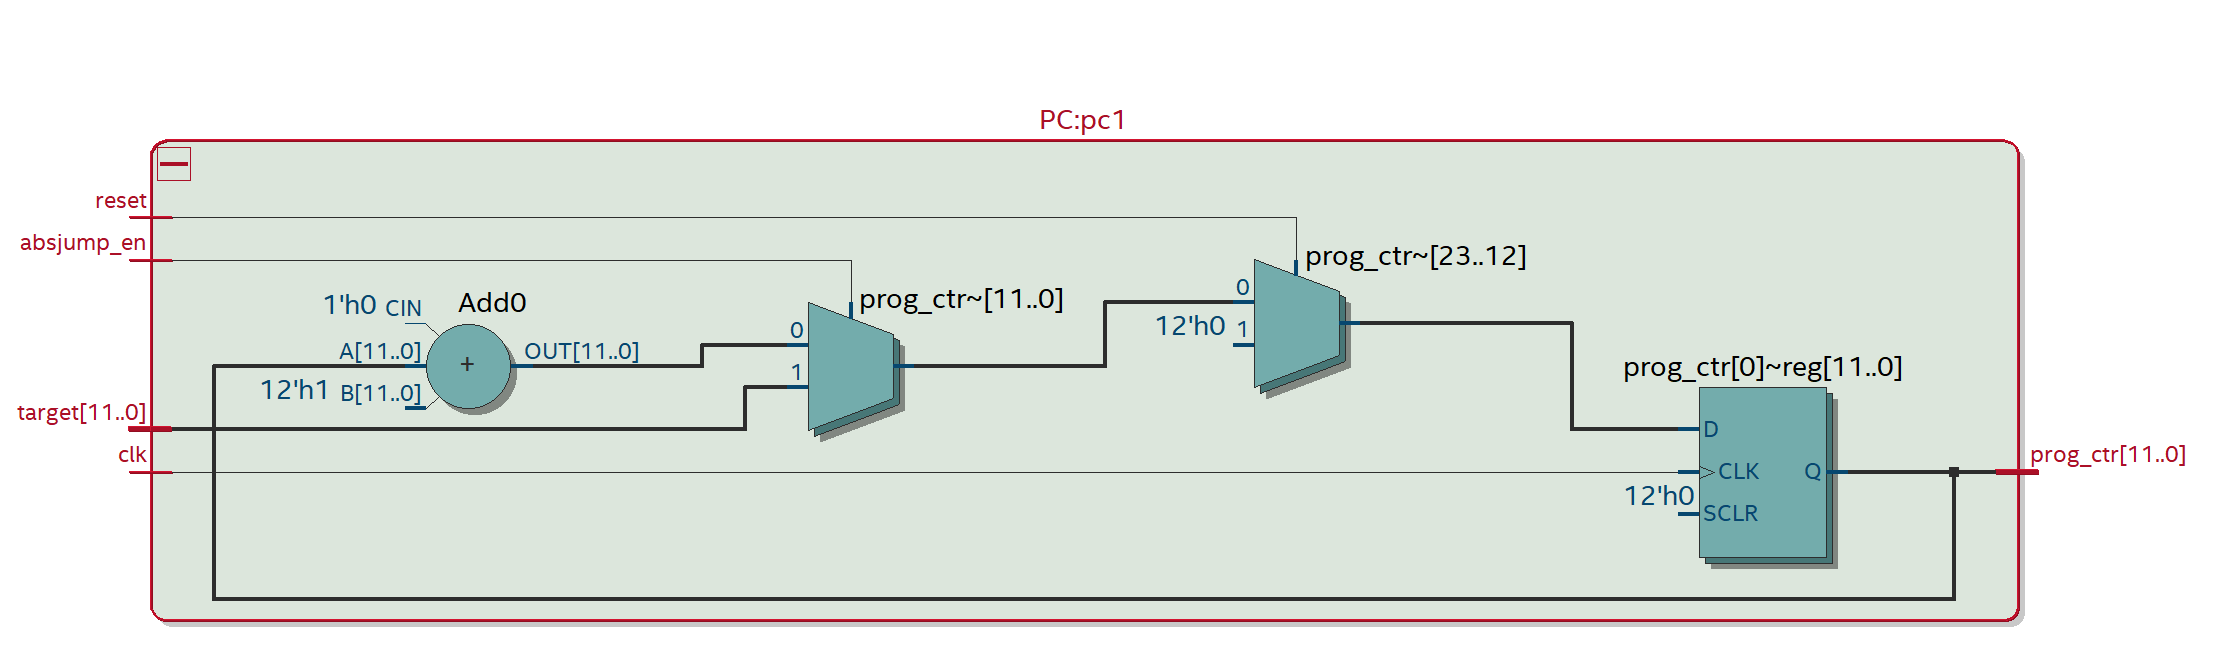 PC:pc1
reset
absjump_en
prog_ctr~[23..12]
0
1'h0 CIN
Add0
prog_ctr~[11..0]
12'h0 1
0
A[11..0]
+
OUT[11..0]
1
12'h1 B[11..0]
prog_ctr[0]~reg[11..0]
target[11..0]
D
clk
CLK
Q
prog_ctr[11..0]
12'h0
SCLR